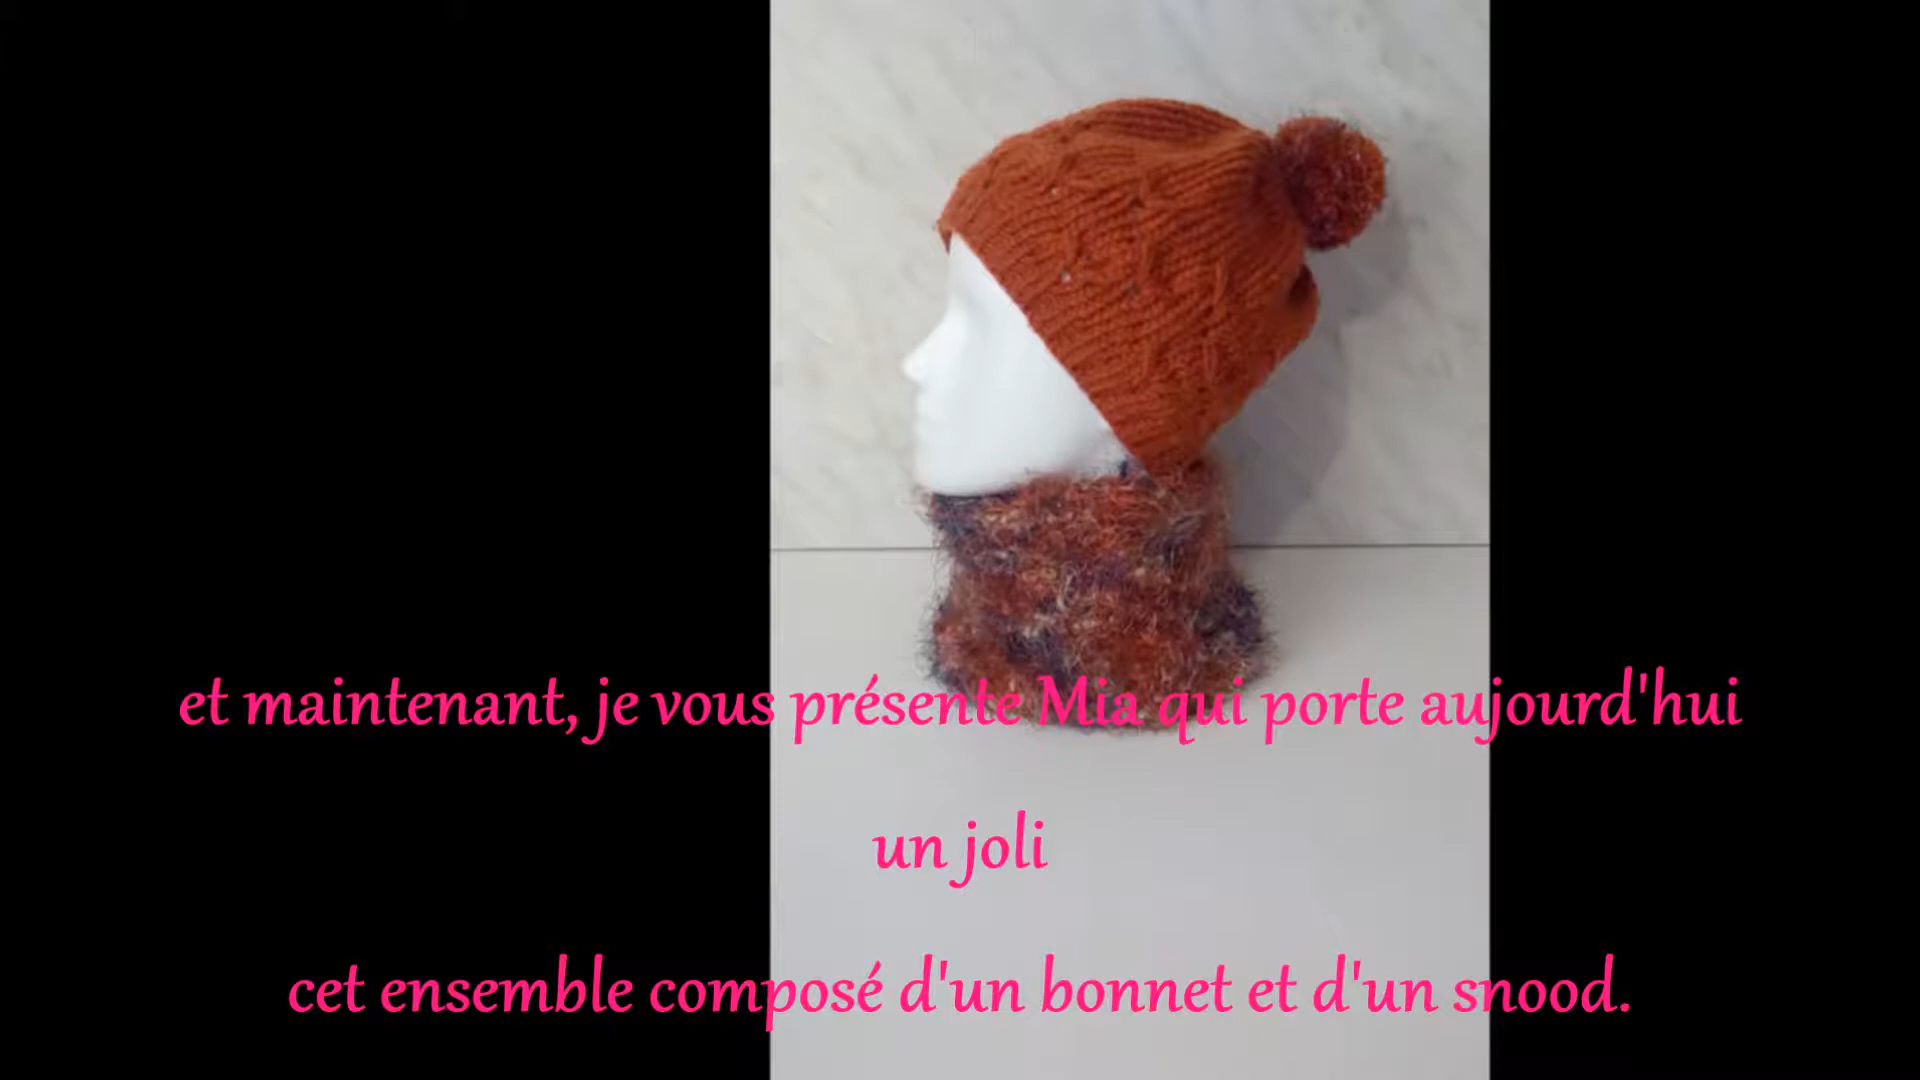 et maintenant, je vous présente Mia qui porte aujourd'hui
un joli
cet ensemble composé d'un bonnet et d'un snood.